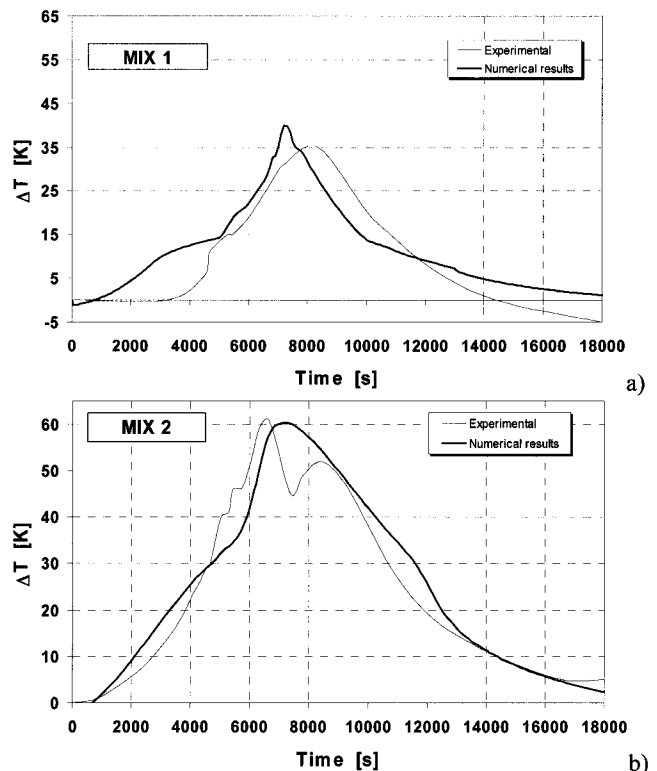 65
55
45
35
25
15
5
-5
ΔT [K]
MIX 1
Experimental
Numerical results
0 2000 4000 6000 8000 10000 12000 14000 16000 18000
Time [s]
a)
60
50
40
30
20
10
0
ΔT [K]
MIX 2
Experimental
Numerical results
0 2000 4000 6000 8000 10000 12000 14000 16000 18000
Time [s]
b)